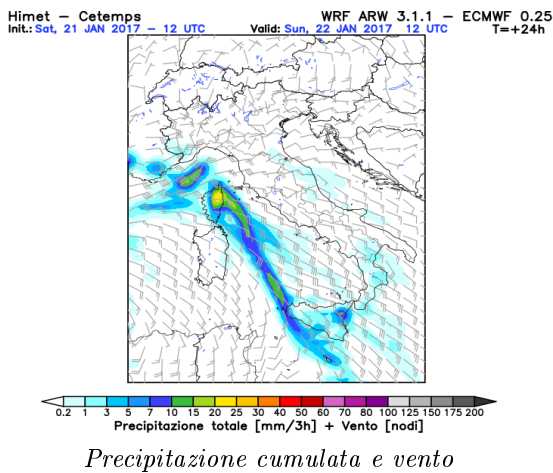 Himet – Cetemps WRF ARW 3.1.1 – ECMWF 0.25
Init.: Sat, 21 JAN 2017 – 12 UTC Valid: Sun, 22 JAN 2017 12 UTC T=+24h
0.2 1 3 5 7 10 15 20 25 30 40 50 60 70 80 100 125 150 175 200
Precipitazione totale [mm/3h] + Vento [nodi]
Precipitazione cumulata e vento